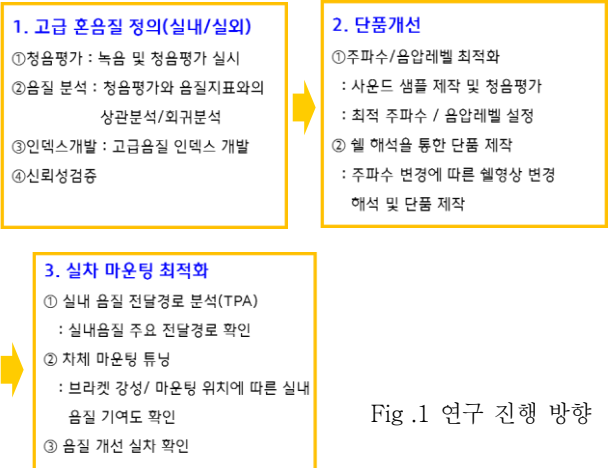 1. 고급 혼음질 정의(실내/실외)
①청음평가 : 녹음 및 청음평가 실시
②음질 분석 : 청음평가와 음질지표와의
상관분석/회귀분석
③인덱스개발 : 고급음질 인덱스 개발
④신뢰성검증
2. 단품개선
①주파수/음압레벨 최적화
: 사운드 샘플 제작 및 청음평가
: 최적 주파수 / 음압레벨 설정
② 쉘 해석을 통한 단품 제작
: 주파수 변경에 따른 쉘형상 변경
해석 및 단품 제작
3. 실차 마운팅 최적화
① 실내 음질 전달경로 분석(TPA)
: 실내음질 주요 전달경로 확인
② 차체 마운팅 튜닝
: 브라켓 강성/ 마운팅 위치에 따른 실내
음질 기여도 확인
③ 음질 개선 실차 확인
Fig .1 연구 진행 방향